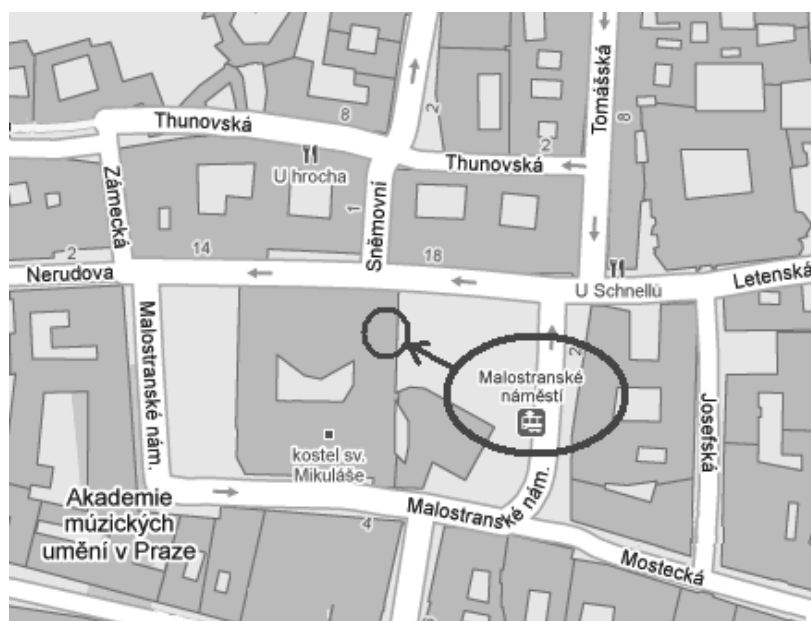 Thunovská
8
2
Tomášská
8
2
Thunovská
U hrocha
Zámecká
1
Sněmovní
2
14
18
Nerudova
Letenská
U Schnellů
Malostranské nám.
2
Malostranské
náměstí
Josefská
kostel sv.
Mikuláše
Akademie
múzických
umění v Praze
4
Malostranské nám.
Mostecká